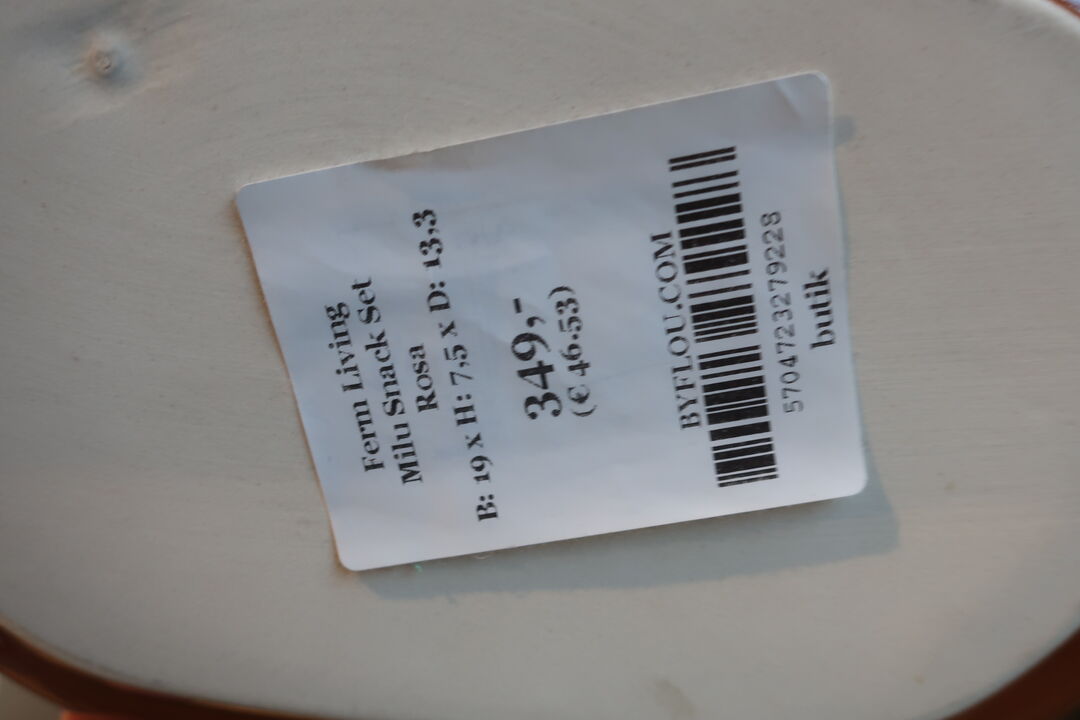 Ferm Living
Milu Snack Set
Rosa
B: 19 x H: 7,5 x D: 13,3
349,-
(€ 46.53)
BYFLOU.COM
5704723279228
butik